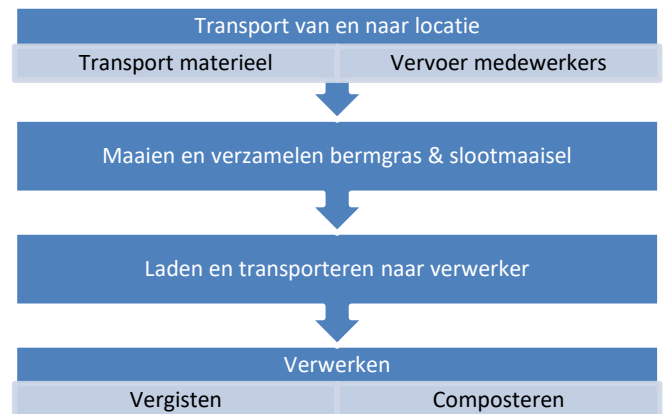 Transport van en naar locatie
Transport materieel
Vervoer medewerkers
Maaien en verzamelen bermgras & slootmaaisel
Laden en transporteren naar verwerker
Verwerken
Vergisten
Composteren